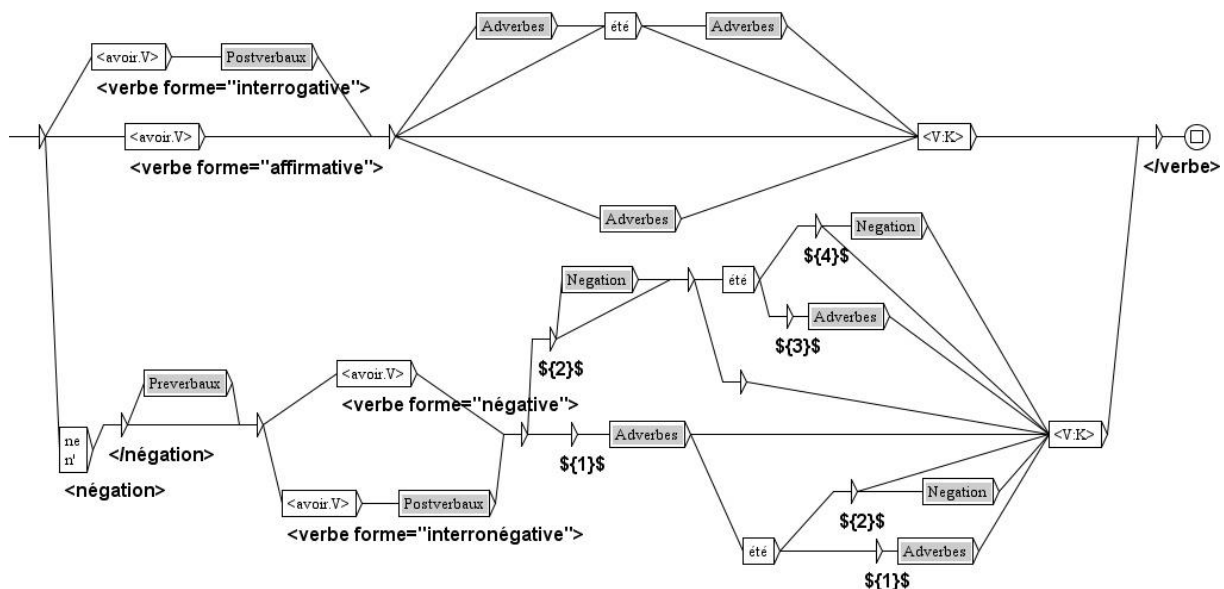 Adverbes été Adverbes
<avoir.V> Postverbaux
<verbe forme="interrogative">
<avoir.V>
<verbe forme="affirmative">
<V:K>
</verbe>
Adverbes
${4}$ Negation
Negation été
${2}$
${3}$ Adverbes
Preverbaux
<avoir.V>
<verbe forme="négative">
ne
n'
</négation>
<négation>
${1}$ Adverbes
<V:K>
<avoir.V> Postverbaux
<verbe forme="interronégative">
${2}$ Negation
été
${1}$ Adverbes